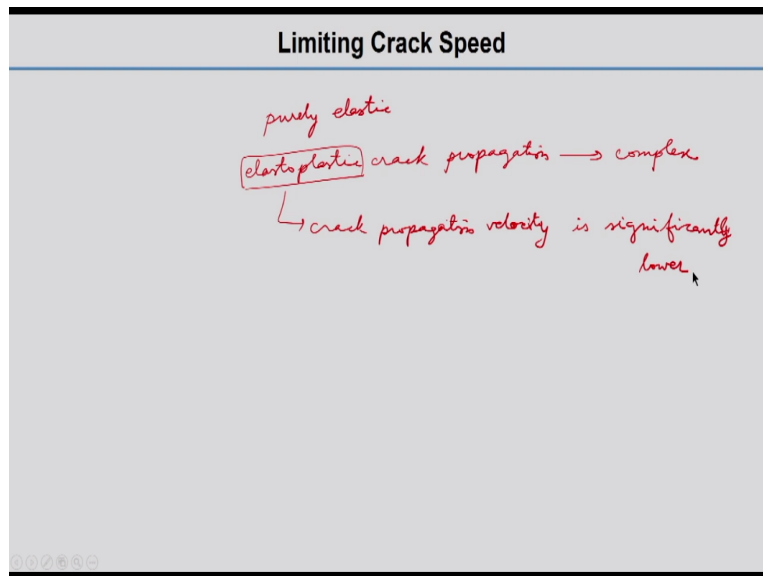 Limiting Crack Speed
purely elastic
elastoplastic crack propagation → complex
↳ crack propagation velocity is significantly
lower